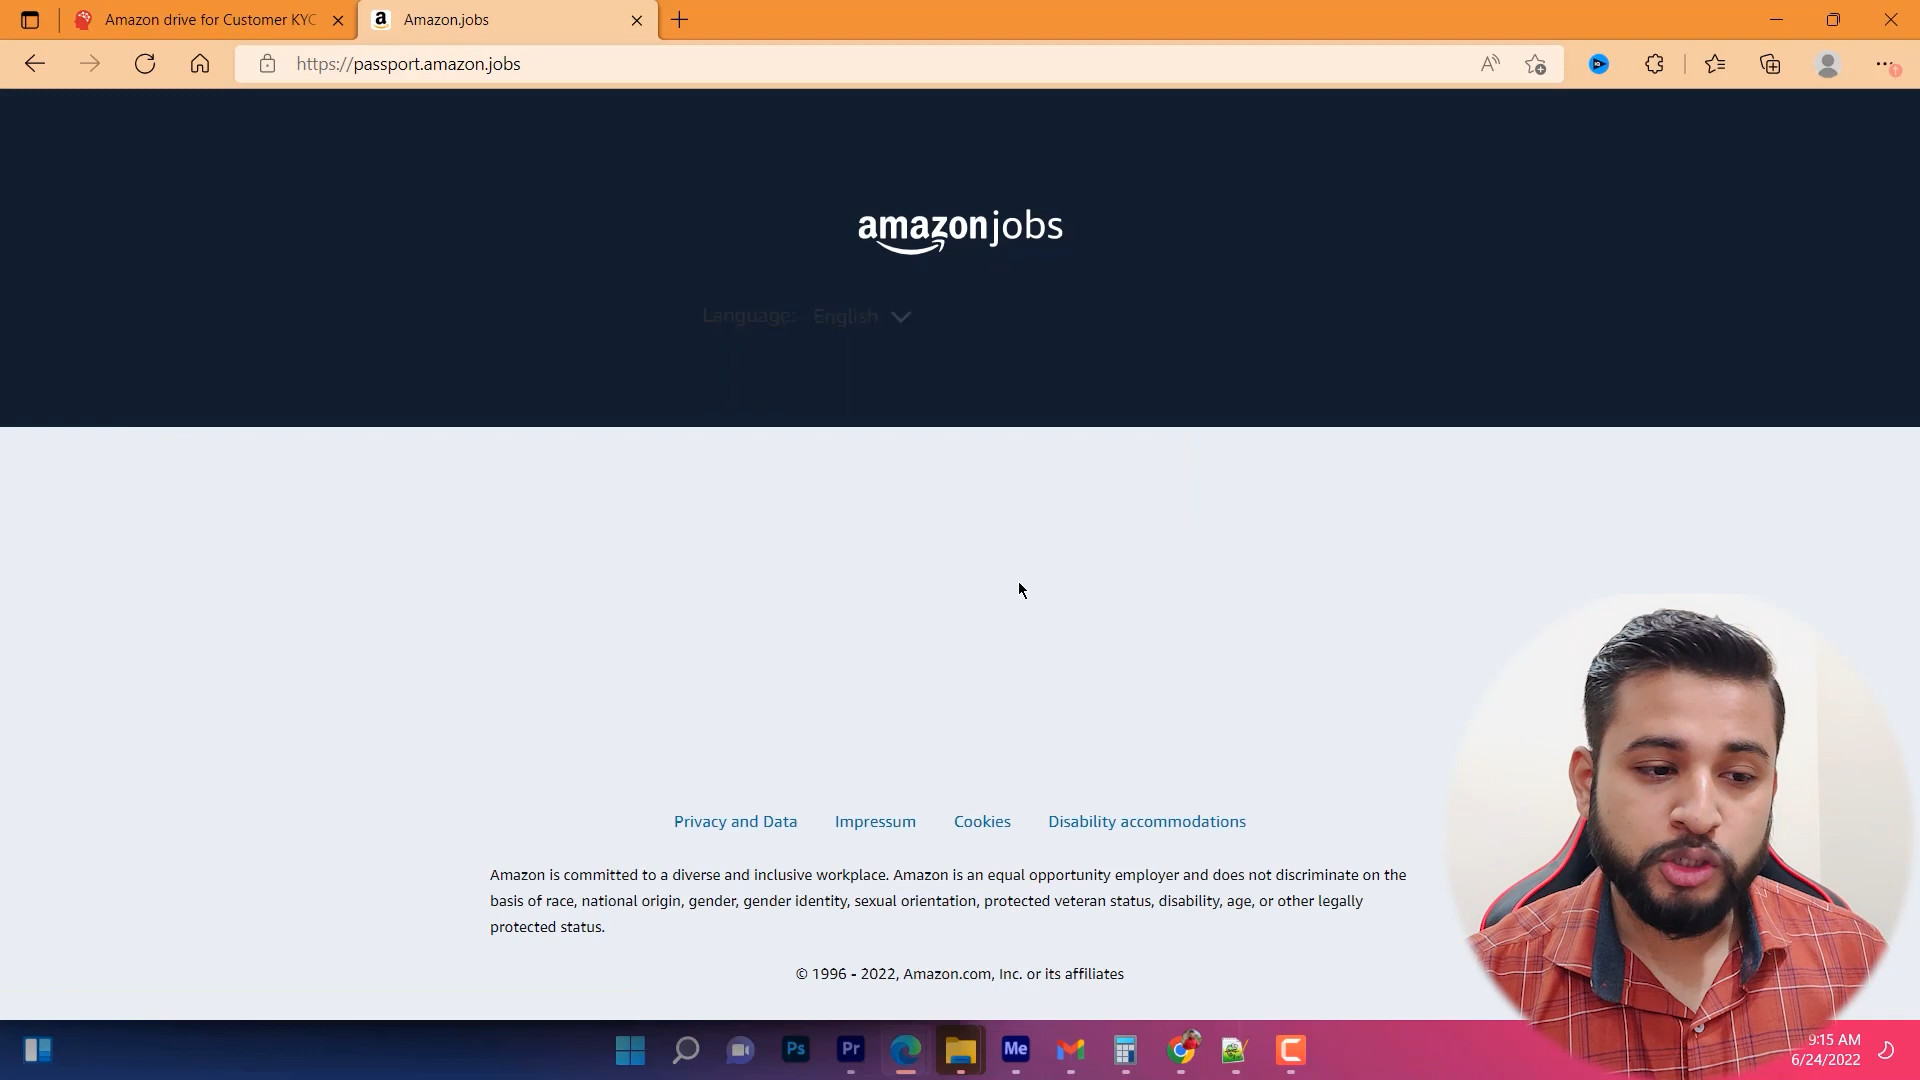 Amazon drive for Customer KYC
Amazon.jobs
https://passport.amazon.jobs
amazonjobs
Language: English
Privacy and Data
Impressum
Cookies
Disability accommodations
Amazon is committed to a diverse and inclusive workplace. Amazon is an equal opportunity employer and does not discriminate on the
basis of race, national origin, gender, gender identity, sexual orientation, protected veteran status, disability, age, or other legally
protected status.
© 1996 - 2022, Amazon.com, Inc. or its affiliates
Ps
Pr
Me
9:15 AM
6/24/2022